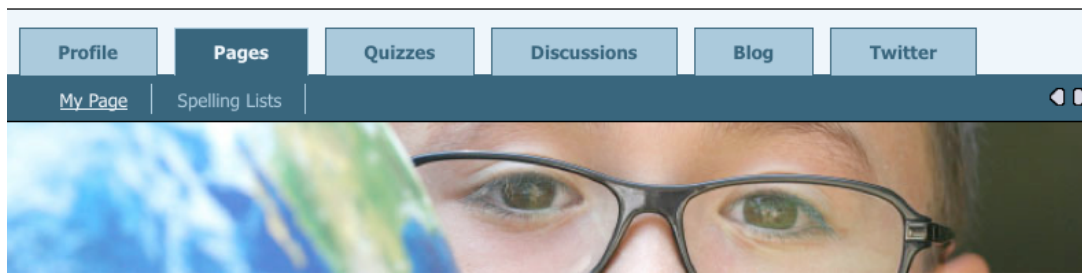 Profile Pages Quizzes Discussions Blog Twitter
My Page Spelling Lists